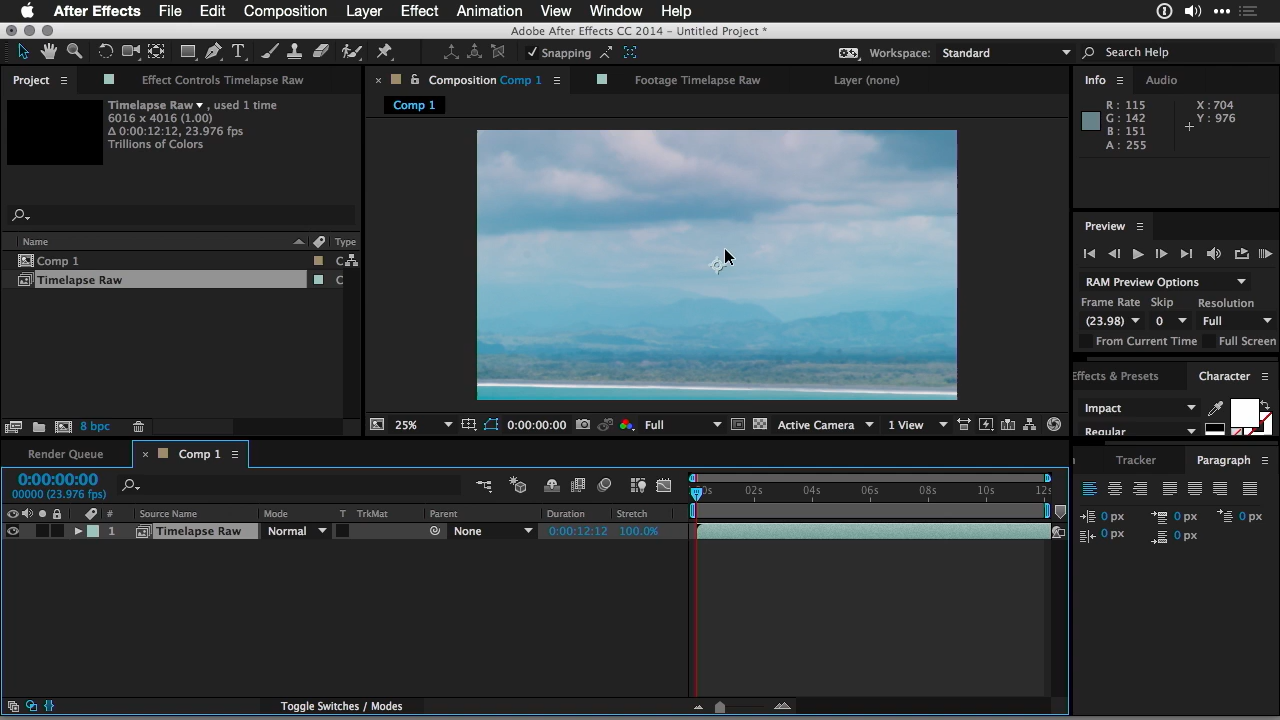 After Effects File Edit Composition Layer Effect Animation View Window Help
Adobe After Effects CC 2014 – Untitled Project *
Snapping Workspace: Standard Search Help
Project Effect Controls Timelapse Raw Composition Comp 1 Footage Timelapse Raw Layer (none) Info Audio
Timelapse Raw , used 1 time
6016 x 4016 (1.00)
Δ 0:00:12:12, 23.976 fps
Trillions of Colors
Comp 1
R : 115
G : 142
B : 151
A : 255
X : 704
Y : 976
Name Type
Comp 1 C
Timelapse Raw C
8 bpc
25% 0:00:00:00 Full Active Camera 1 View
Preview
RAM Preview Options
Frame Rate Skip Resolution
(23.98) 0 Full
From Current Time Full Screen
Effects & Presets Character
Impact
Regular
Render Queue Comp 1
0:00:00:00
00000 (23.976 fps)
0s 02s 04s 06s 08s 10s 12s
# Source Name Mode T TrkMat Parent Duration Stretch
1 Timelapse Raw Normal None 0:00:12:12 100.0%
Toggle Switches / Modes
Tracker Paragraph
0 px 0 px 0 px
0 px 0 px